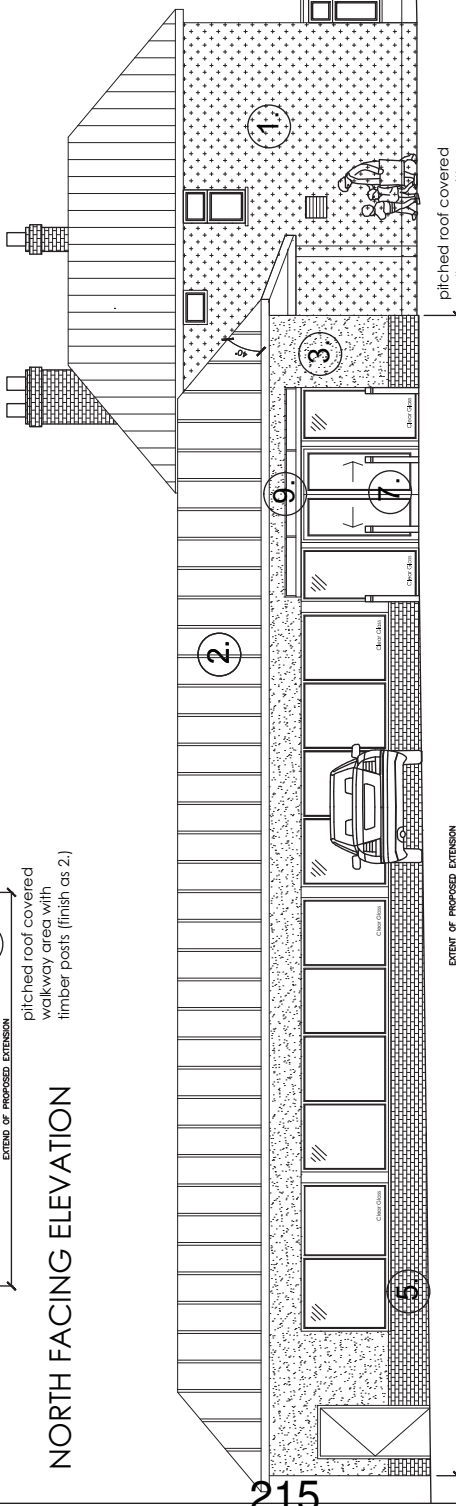 EXTEND OF PROPOSED EXTENSION
pitched roof covered
walkway area with
timber posts (finish as 2.)
NORTH FACING ELEVATION
1.
2.
40°
3.
9.
7.
5.
Clear Glass
Clear Glass
Clear Glass
Clear Glass
Clear Glass
EXTENT OF PROPOSED EXTENSION
pitched roof covered
215